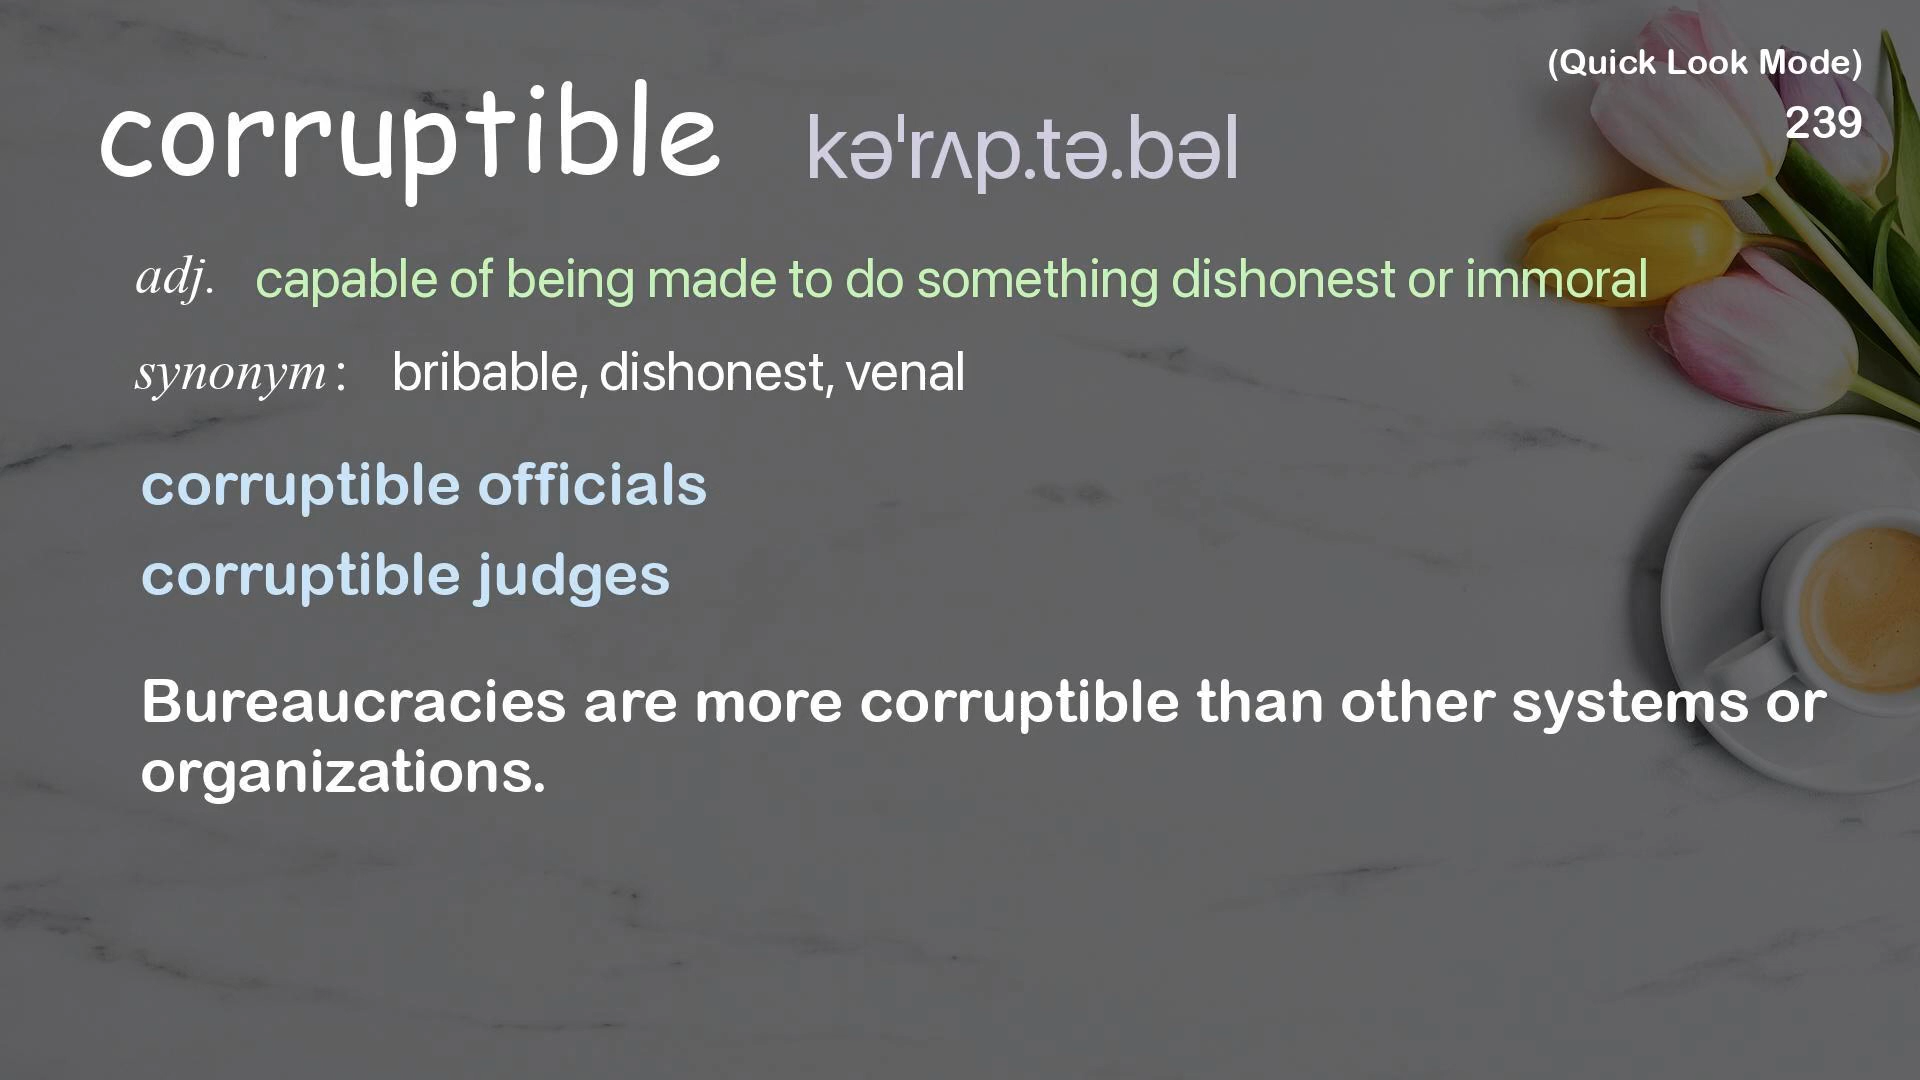 (Quick Look Mode)
239
corruptible kəˈrʌp.tə.bəl
adj. capable of being made to do something dishonest or immoral
synonym : bribable, dishonest, venal
corruptible officials
corruptible judges
Bureaucracies are more corruptible than other systems or
organizations.